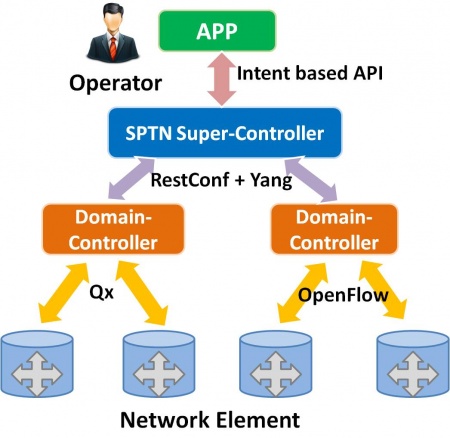 APP
Operator
Intent based API
SPTN Super-Controller
RestConf + Yang
Domain-
Controller
Domain-
Controller
Qx
OpenFlow
Network Element